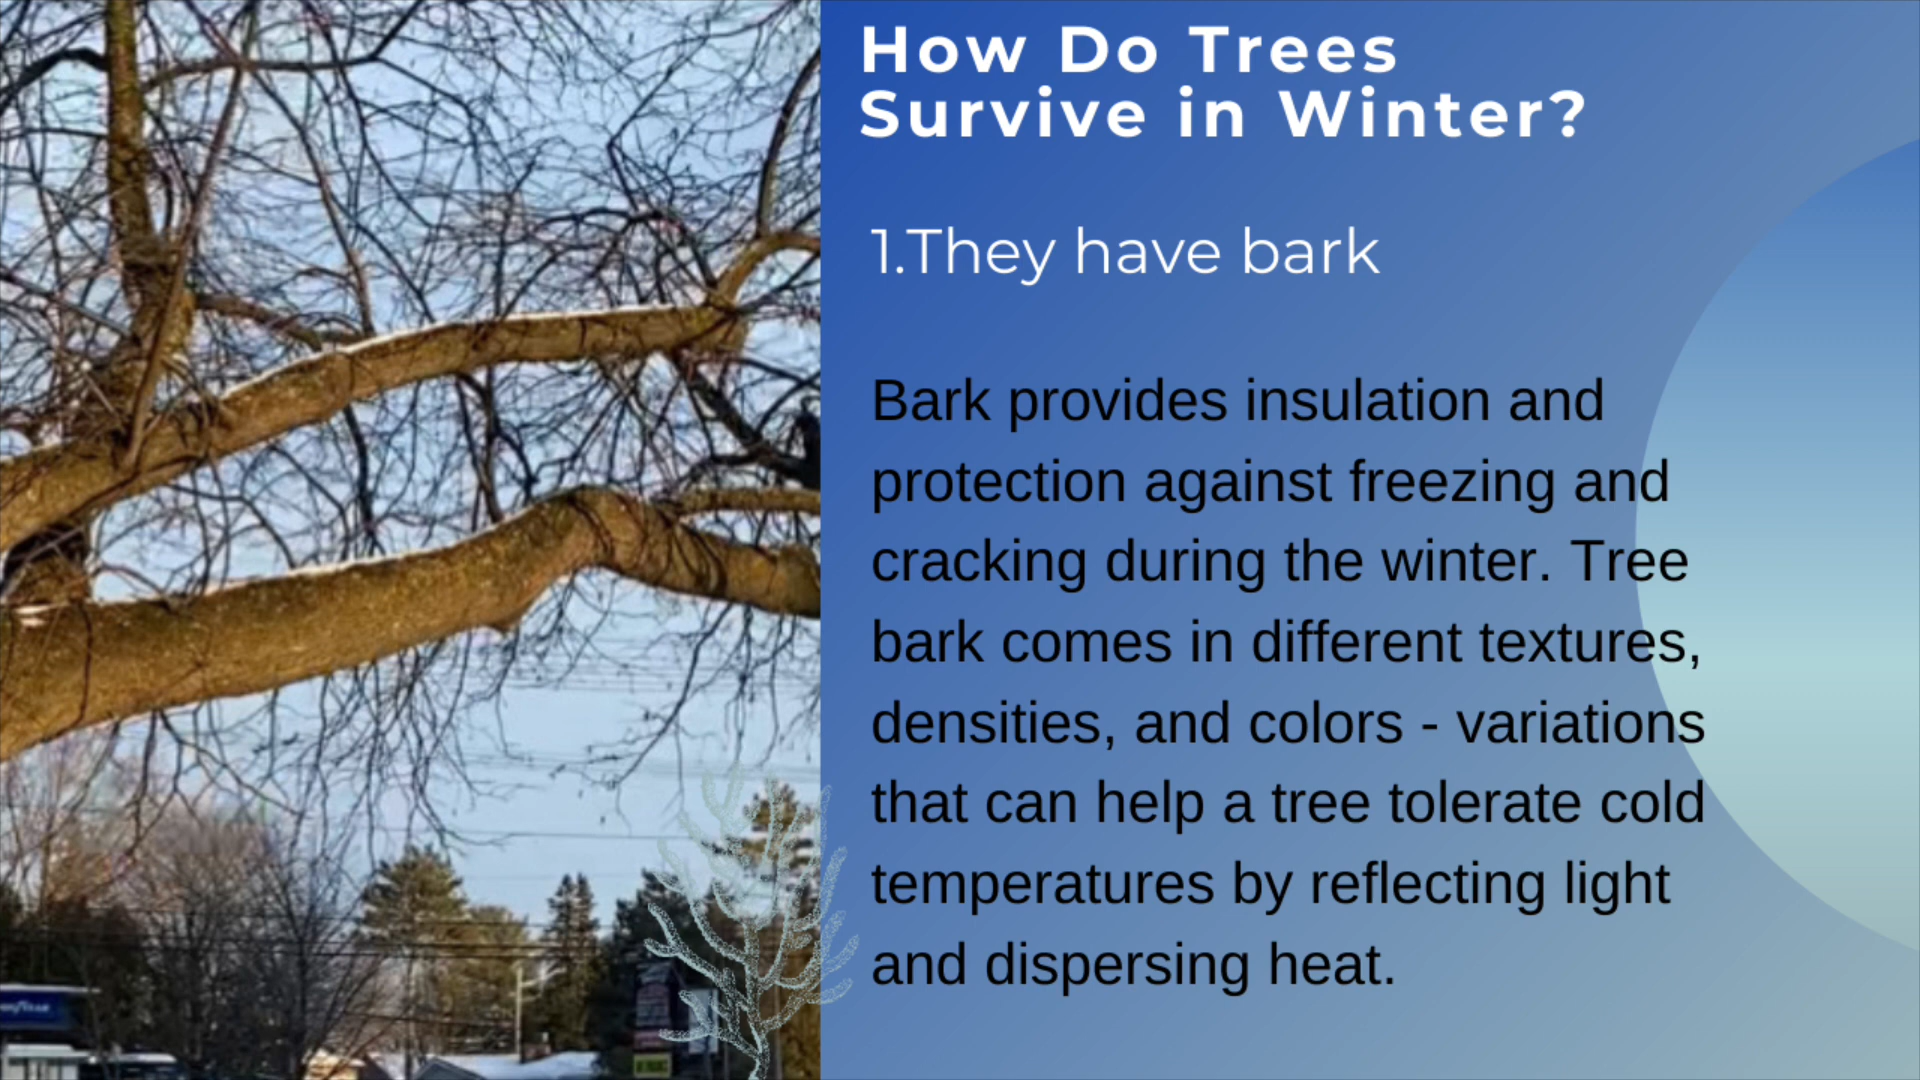 How Do Trees
Survive in Winter?
1.They have bark
Bark provides insulation and
protection against freezing and
cracking during the winter. Tree
bark comes in different textures,
densities, and colors - variations
that can help a tree tolerate cold
temperatures by reflecting light
and dispersing heat.